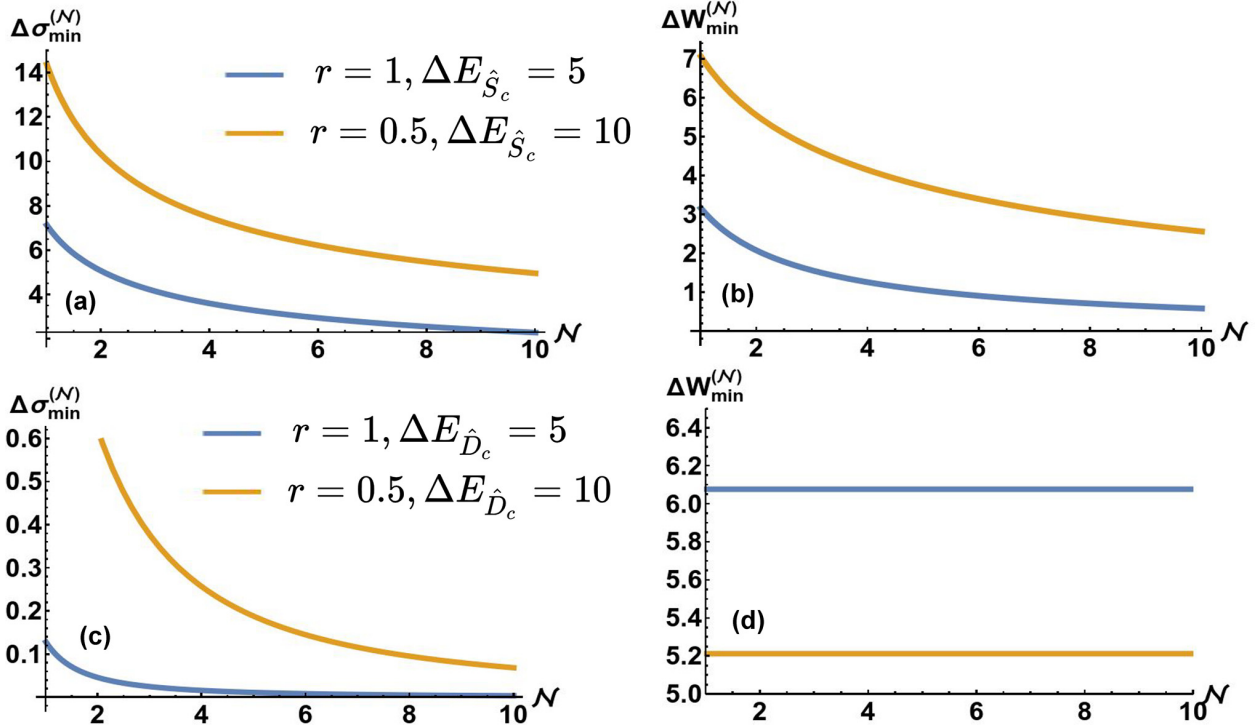 Δσ_min^(𝒩)
14
12
10
8
6
4
2 4 6 8 10 𝒩
(a)
r = 1, ΔE_Ŝ_c = 5
r = 0.5, ΔE_Ŝ_c = 10
ΔW_min^(𝒩)
7
6
5
4
3
2
1
2 4 6 8 10 𝒩
(b)
Δσ_min^(𝒩)
0.6
0.5
0.4
0.3
0.2
0.1
2 4 6 8 10 𝒩
(c)
r = 1, ΔE_D̂_c = 5
r = 0.5, ΔE_D̂_c = 10
ΔW_min^(𝒩)
6.4
6.2
6.0
5.8
5.6
5.4
5.2
5.0
2 4 6 8 10 𝒩
(d)